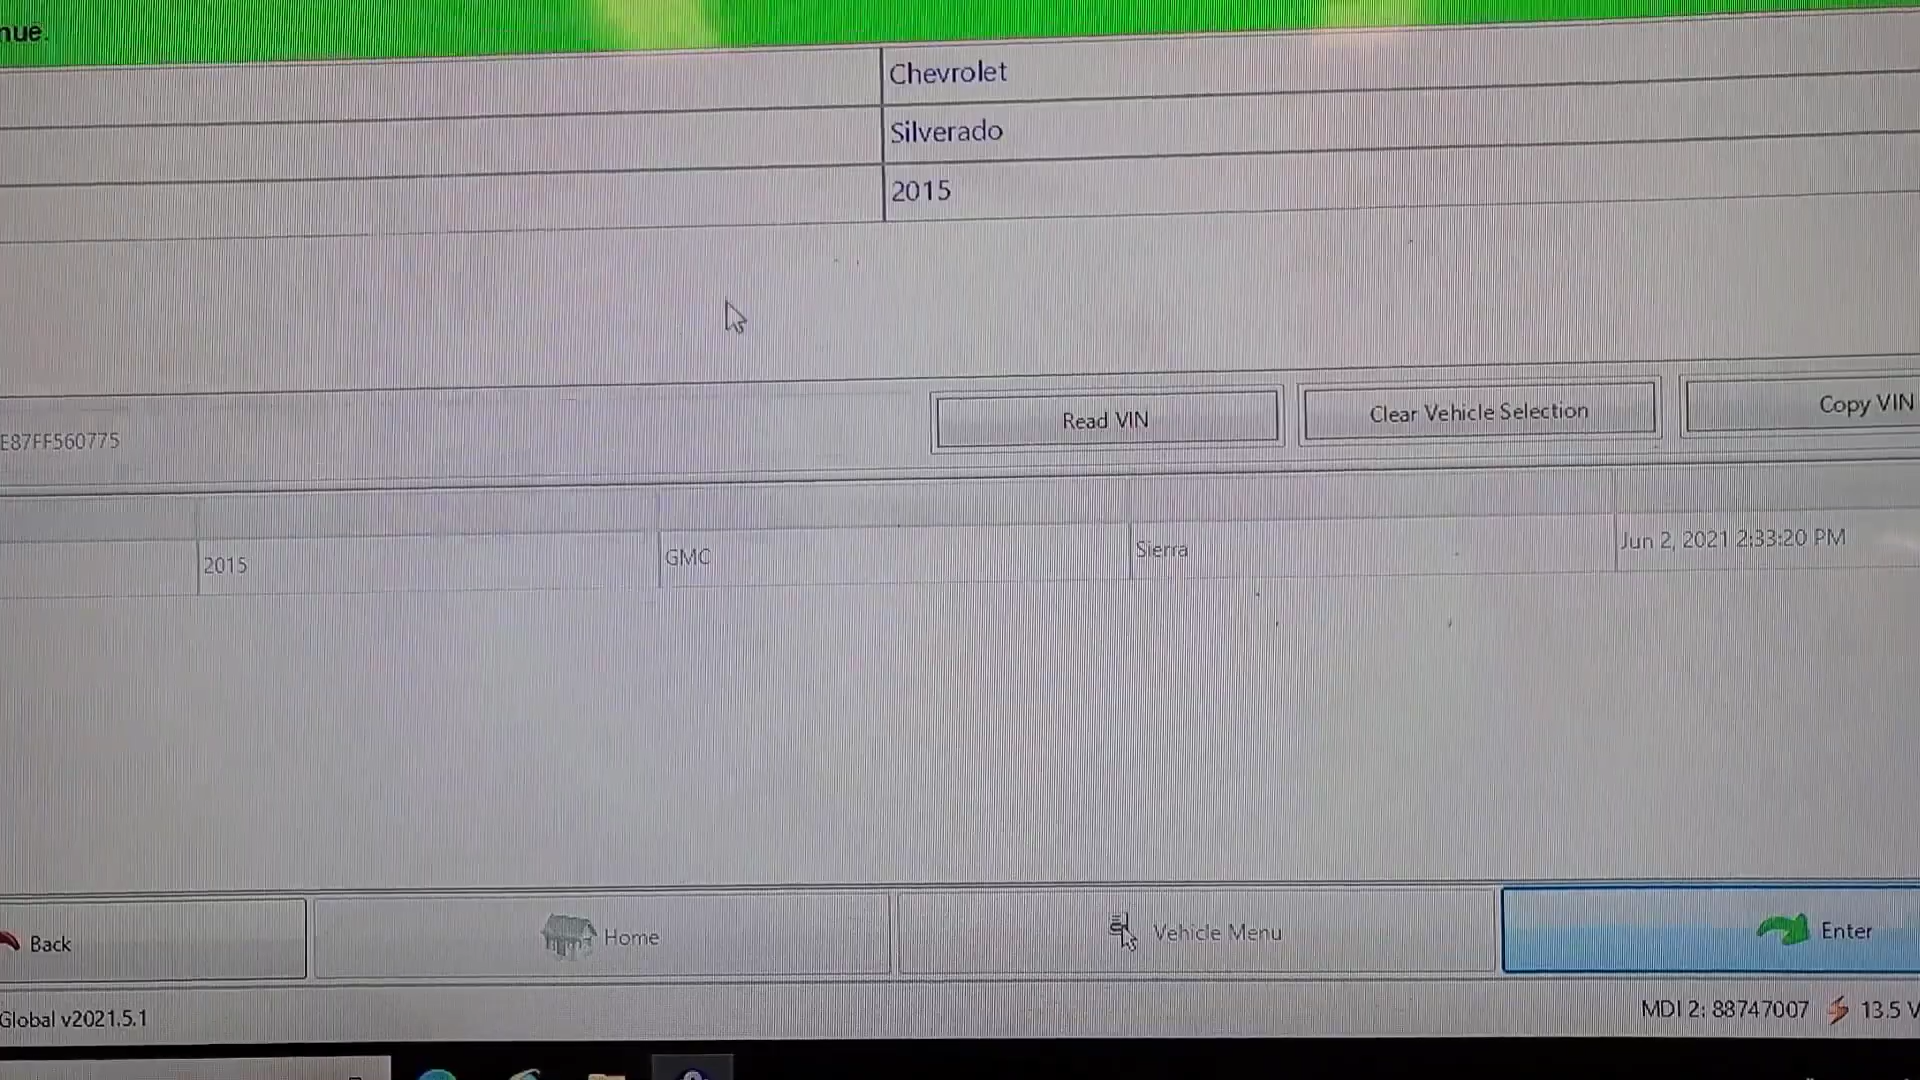 nue.
Chevrolet
Silverado
2015
E87FF560775
Read VIN
Clear Vehicle Selection
Copy VIN
2015
GMC
Sierra
Jun 2, 2021 2:33:20 PM
Back
Home
Vehicle Menu
Enter
Global v2021.5.1
MDI 2: 88747007
13.5 V